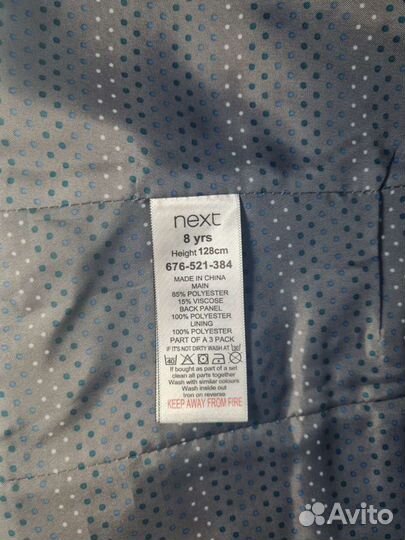 next
8 yrs
Height 128cm
676-521-384
MADE IN CHINA
MAIN
85% POLYESTER
15% VISCOSE
BACK PANEL
100% POLYESTER
LINING
100% POLYESTER
PART OF A 3 PACK
IF IT'S NOT DIRTY WASH AT 30°
40
If bought as part of a set
clean all parts together
Wash with similar colours
Wash inside out
Iron on reverse
KEEP AWAY FROM FIRE
Avito